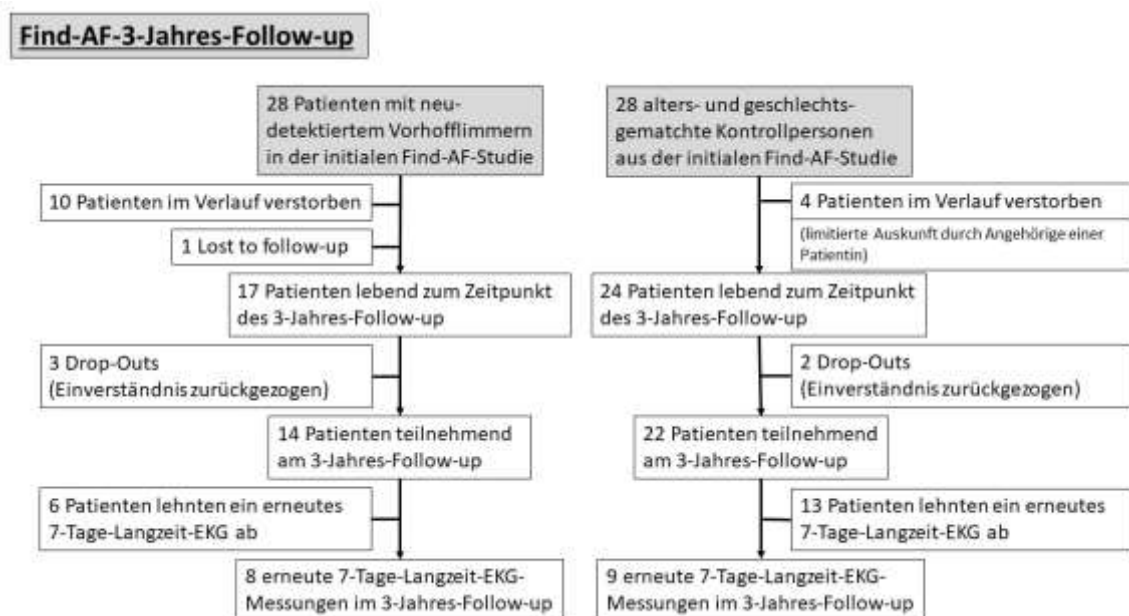 Find-AF-3-Jahres-Follow-up
28 Patienten mit neu-
detektiertem Vorhofflimmern
in der initialen Find-AF-Studie
10 Patienten im Verlauf verstorben
1 Lost to follow-up
17 Patienten lebend zum Zeitpunkt
des 3-Jahres-Follow-up
3 Drop-Outs
(Einverständnis zurückgezogen)
14 Patienten teilnehmend
am 3-Jahres-Follow-up
6 Patienten lehnten ein erneutes
7-Tage-Langzeit-EKG ab
8 erneute 7-Tage-Langzeit-EKG-
Messungen im 3-Jahres-Follow-up
28 alters- und geschlechts-
gematchte Kontrollpersonen
aus der initialen Find-AF-Studie
4 Patienten im Verlauf verstorben
(limitierte Auskunft durch Angehörige einer
Patientin)
24 Patienten lebend zum Zeitpunkt
des 3-Jahres-Follow-up
2 Drop-Outs
(Einverständnis zurückgezogen)
22 Patienten teilnehmend
am 3-Jahres-Follow-up
13 Patienten lehnten ein erneutes
7-Tage-Langzeit-EKG ab
9 erneute 7-Tage-Langzeit-EKG-
Messungen im 3-Jahres-Follow-up